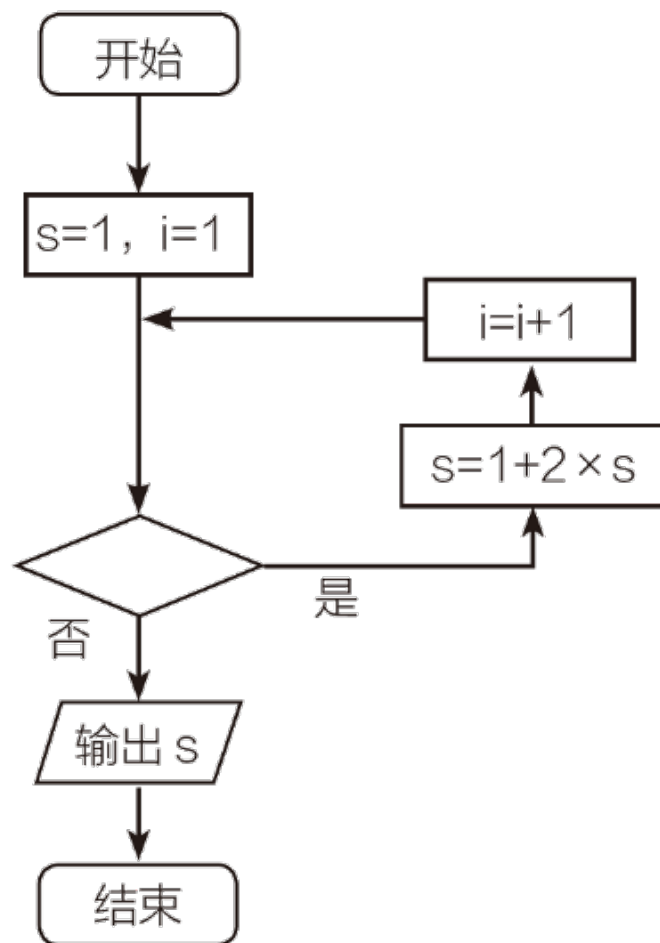 开始
s=1，i=1
i=i+1
s=1+2×s
是
否
输出 s
结束